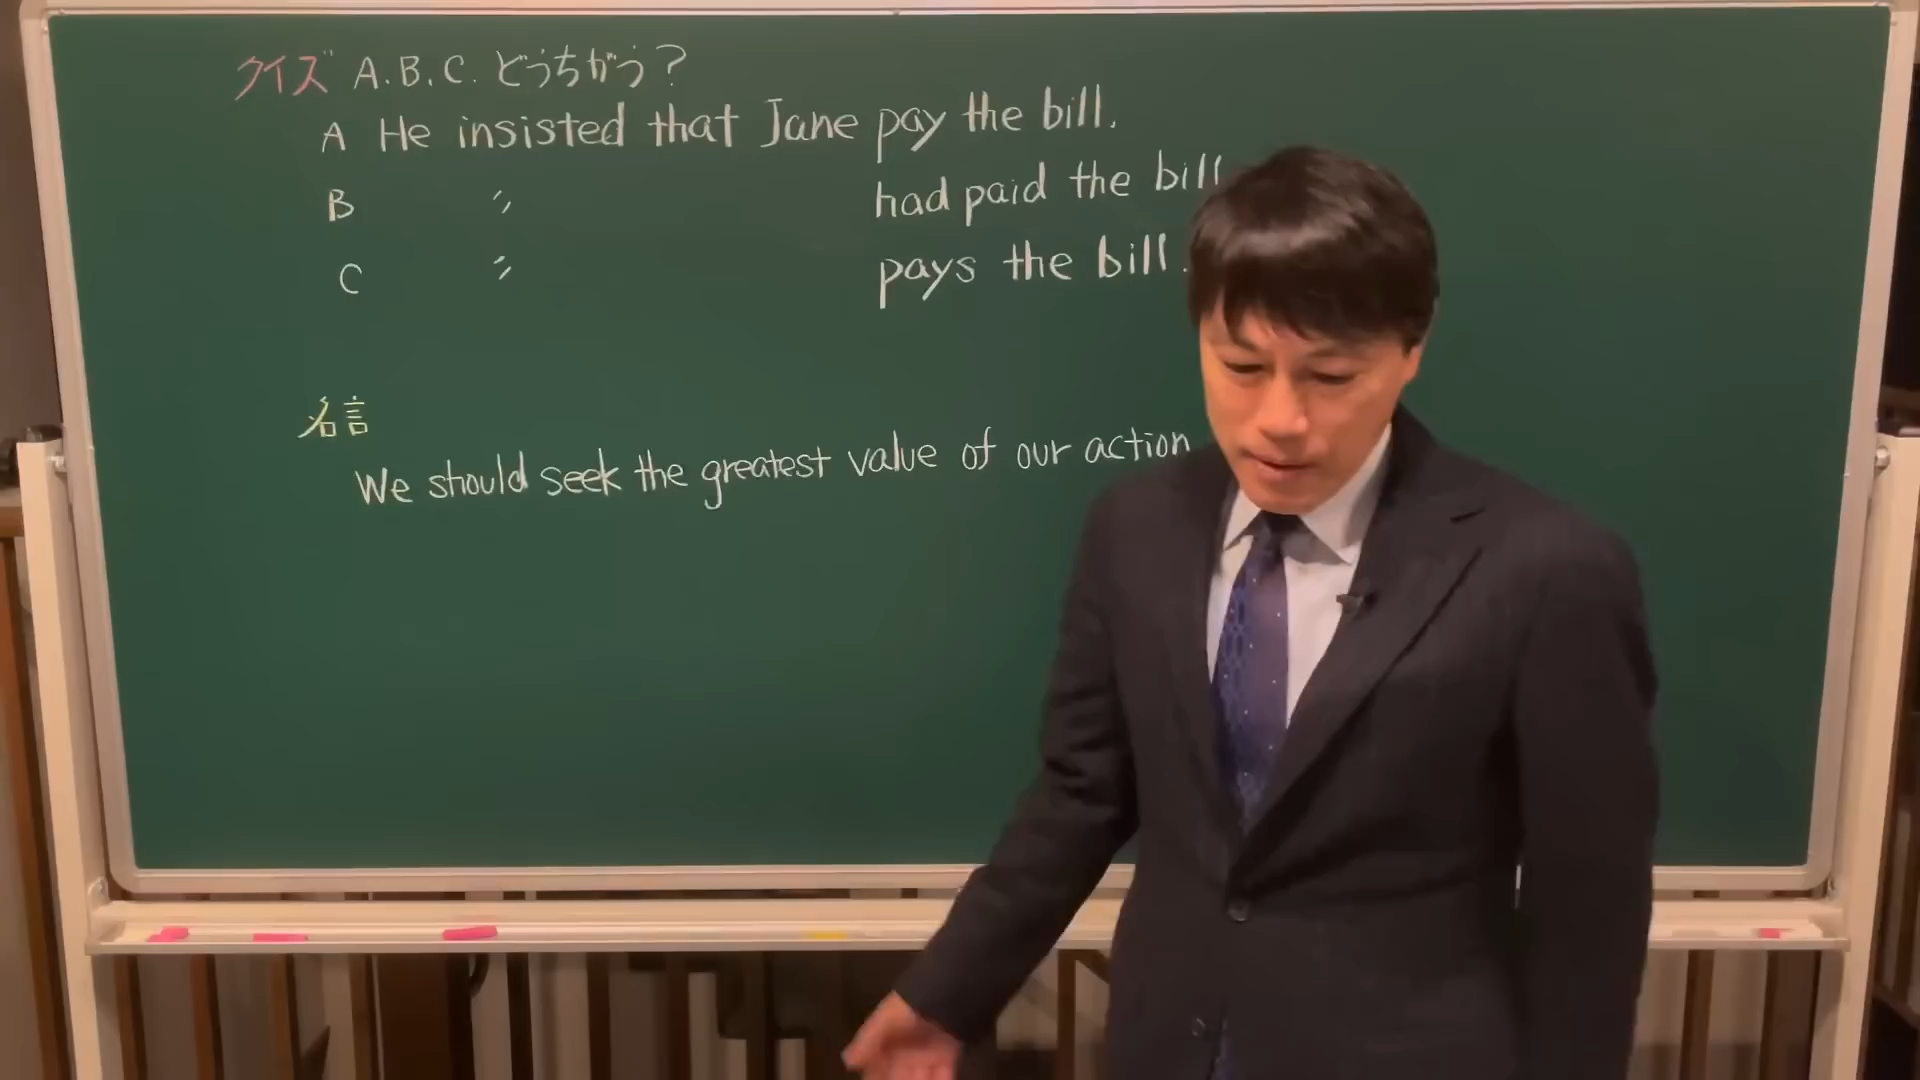 クイズ A.B.C. どうちがう?
A He insisted that Jane pay the bill.
B 〃 had paid the bill
C 〃 pays the bill.
名言
We should seek the greatest value of our action